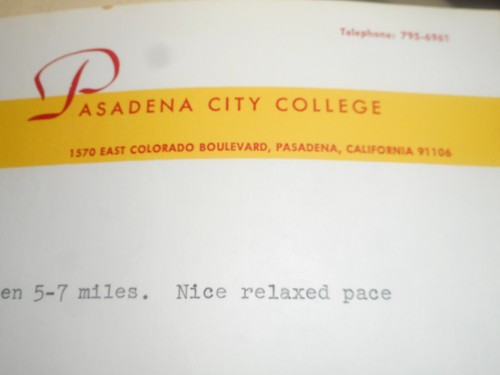 Telephone: 795-6961
PASADENA CITY COLLEGE
1570 EAST COLORADO BOULEVARD, PASADENA, CALIFORNIA 91106
en 5-7 miles. Nice relaxed pace